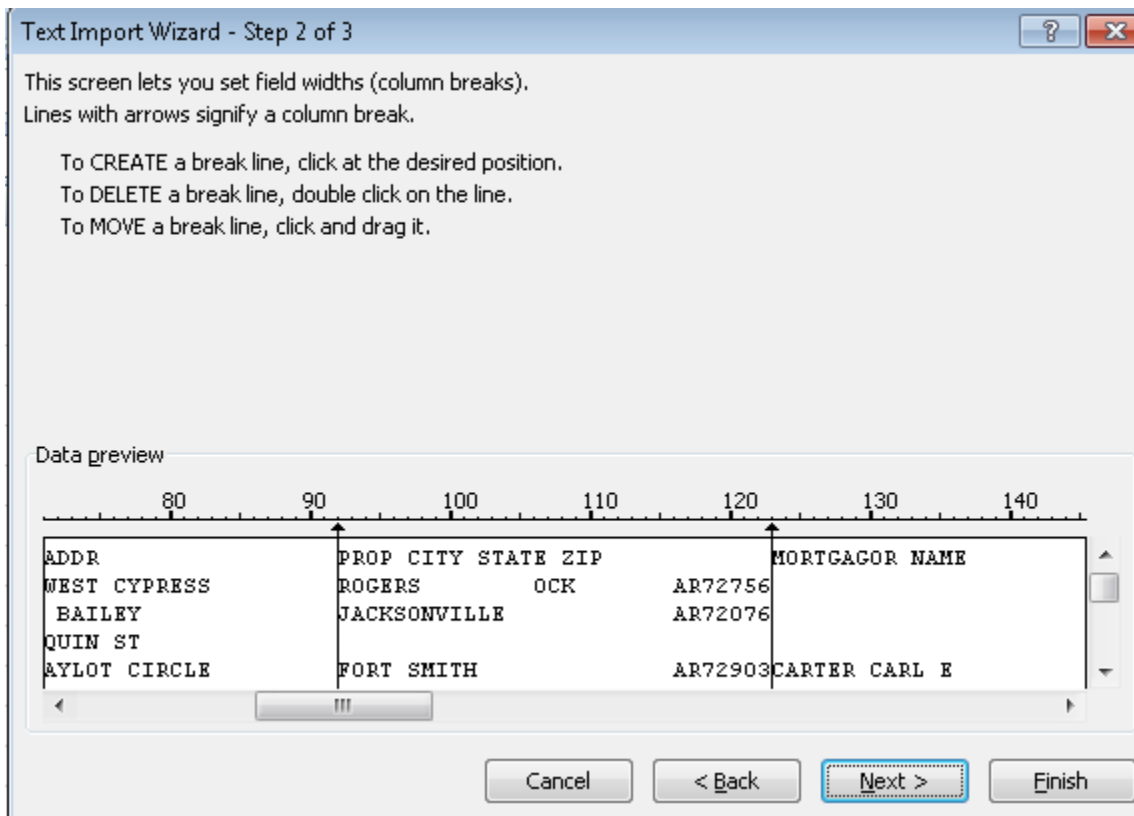 Text Import Wizard - Step 2 of 3
This screen lets you set field widths (column breaks).
Lines with arrows signify a column break.
To CREATE a break line, click at the desired position.
To DELETE a break line, double click on the line.
To MOVE a break line, click and drag it.
Data preview
80 90 100 110 120 130 140
ADDR PROP CITY STATE ZIP MORTGAGOR NAME
WEST CYPRESS ROGERS OCK AR72756
BAILEY JACKSONVILLE AR72076
QUIN ST
AYLOT CIRCLE FORT SMITH AR72903CARTER CARL E
Cancel < Back Next > Finish